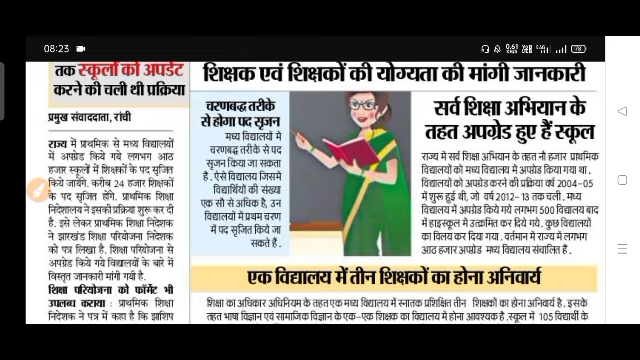 08:23
तक स्कूलों को अपडेट
करने की चली थी प्रक्रिया
प्रमुख संवाददाता, रांची
राज्य में प्राथमिक से मध्य विद्यालयों
में अपग्रेड किये गये लगभग आठ
हजार स्कूलों में शिक्षकों के पद सृजित
किये जायेंगे. करीब 24 हजार शिक्षकों
के पद सृजित होंगे. प्राथमिक शिक्षा
निदेशालय ने इसकी प्रक्रिया शुरू कर दी
है. इसे लेकर प्राथमिक शिक्षा निदेशक
ने झारखंड शिक्षा परियोजना निदेशक
को पत्र लिखा है. शिक्षा परियोजना से
अपग्रेड किये गये विद्यालयों के बारे में
विस्तृत जानकारी मांगी गयी है.
शिक्षा परियोजना को फॉर्मेट भी
उपलब्ध कराया : प्राथमिक शिक्षा
निदेशक ने पत्र में कहा है कि झाशिप
शिक्षक एवं शिक्षकों की योग्यता की मांगी जानकारी
चरणबद्ध तरीके
से होगा पद सृजन
मध्य विद्यालयों में
चरणबद्ध तरीके से पद
सृजन किया जा सकता
है. ऐसे विद्यालय जिसमें
विद्यार्थियों की संख्या
एक सौ से अधिक है, उन
विद्यालयों में प्रथम चरण
में पद सृजित किये जा
सकते हैं.
सर्व शिक्षा अभियान के
तहत अपग्रेड हुए हैं स्कूल
राज्य में सर्व शिक्षा अभियान के तहत नौ हजार प्राथमिक
विद्यालयों को मध्य विद्यालय में अपग्रेड किया गया था.
विद्यालयों को अपग्रेड करने की प्रक्रिया वर्ष 2004-05
में शुरू हुई थी, जो वर्ष 2012-13 तक चली. मध्य
विद्यालय में अपग्रेड किये गये लगभग 500 विद्यालय बाद
में हाइस्कूल में उत्क्रमित कर दिये गये. कुछ विद्यालयों
का विलय कर दिया गया. वर्तमान में राज्य में लगभग
आठ हजार अपग्रेड मध्य विद्यालय संचालित हैं.
एक विद्यालय में तीन शिक्षकों का होना अनिवार्य
शिक्षा का अधिकार अधिनियम के तहत एक मध्य विद्यालय में स्नातक प्रशिक्षित तीन शिक्षकों का होना अनिवार्य है. इसके
तहत भाषा विज्ञान एवं सामाजिक विज्ञान के एक-एक शिक्षक का विद्यालय में होना आवश्यक है. स्कूल में 105 विद्यार्थी के